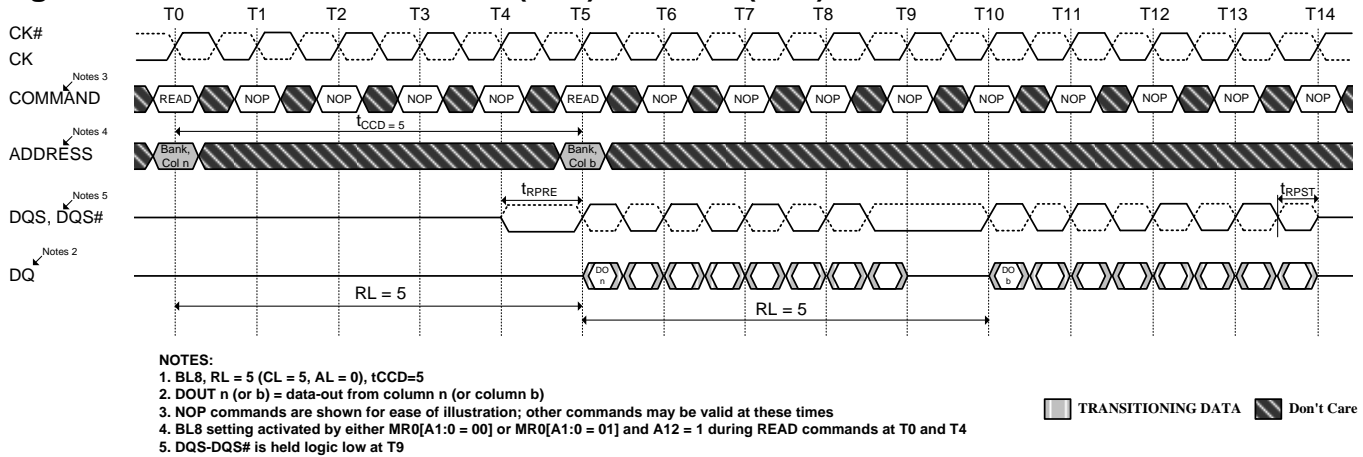 T0 T1 T2 T3 T4 T5 T6 T7 T8 T9 T10 T11 T12 T13 T14
CK#
CK
Notes 3
COMMAND READ NOP NOP NOP NOP READ NOP NOP NOP NOP NOP NOP NOP NOP NOP
tCCD = 5
Notes 4
ADDRESS
Bank, Col n
Bank, Col b
tRPRE
tRPST
Notes 5
DQS, DQS#
Notes 2
DQ
DO n
DO b
RL = 5
RL = 5
NOTES:
1. BL8, RL = 5 (CL = 5, AL = 0), tCCD=5
2. DOUT n (or b) = data-out from column n (or column b)
3. NOP commands are shown for ease of illustration; other commands may be valid at these times
4. BL8 setting activated by either MR0[A1:0 = 00] or MR0[A1:0 = 01] and A12 = 1 during READ commands at T0 and T4
5. DQS-DQS# is held logic low at T9
TRANSITIONING DATA
Don't Care